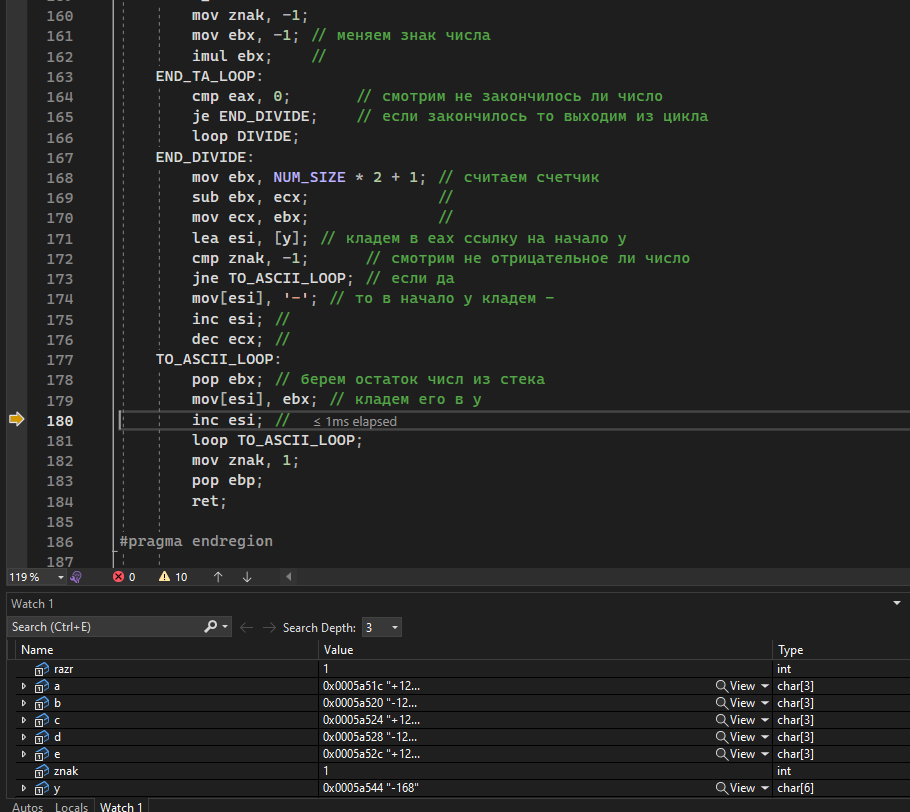 160 mov znak, -1;
161 mov ebx, -1; // меняем знак числа
162 imul ebx; //
163 END_TA_LOOP:
164 cmp eax, 0; // смотрим не закончилось ли число
165 je END_DIVIDE; // если закончилось то выходим из цикла
166 loop DIVIDE;
167 END_DIVIDE:
168 mov ebx, NUM_SIZE * 2 + 1; // считаем счетчик
169 sub ebx, ecx; //
170 mov ecx, ebx; //
171 lea esi, [y]; // кладем в еах ссылку на начало y
172 cmp znak, -1; // смотрим не отрицательное ли число
173 jne TO_ASCII_LOOP; // если да
174 mov[esi], '-'; // то в начало y кладем -
175 inc esi; //
176 dec ecx; //
177 TO_ASCII_LOOP:
178 pop ebx; // берем остаток числ из стека
179 mov[esi], ebx; // кладем его в y
180 inc esi; // ≤ 1ms elapsed
181 loop TO_ASCII_LOOP;
182 mov znak, 1;
183 pop ebp;
184 ret;
185
186 #pragma endregion
187
119 % 0 10
Watch 1
Search (Ctrl+E) Search Depth: 3
Name Value Type
razr 1 int
a 0x0005a51c "+12... View char[3]
b 0x0005a520 "-12... View char[3]
c 0x0005a524 "+12... View char[3]
d 0x0005a528 "-12... View char[3]
e 0x0005a52c "+12... View char[3]
znak 1 int
y 0x0005a544 "-168" View char[6]
Autos Locals Watch 1